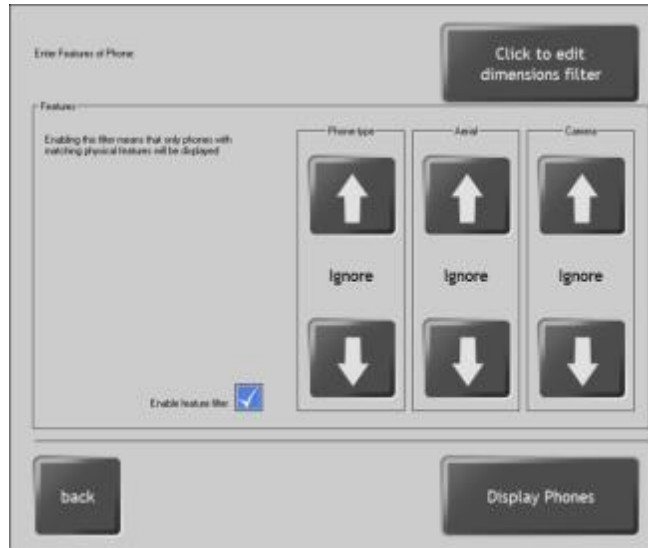 Enter Features of Phone
Click to edit
dimensions filter
Features
Enabling this filter means that only phones with
matching physical features will be displayed
Phone type
Aerial
Camera
Ignore
Ignore
Ignore
Enable feature filter
back
Display Phones